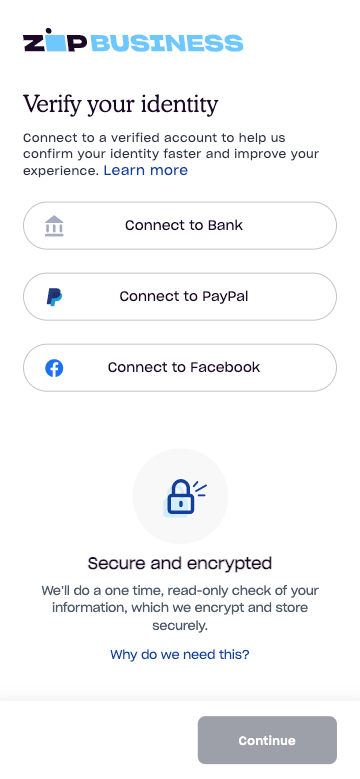 ZIP BUSINESS
Verify your identity
Connect to a verified account to help us
confirm your identity faster and improve your
experience. Learn more
Connect to Bank
Connect to PayPal
Connect to Facebook
Secure and encrypted
We'll do a one time, read-only check of your
information, which we encrypt and store
securely.
Why do we need this?
Continue